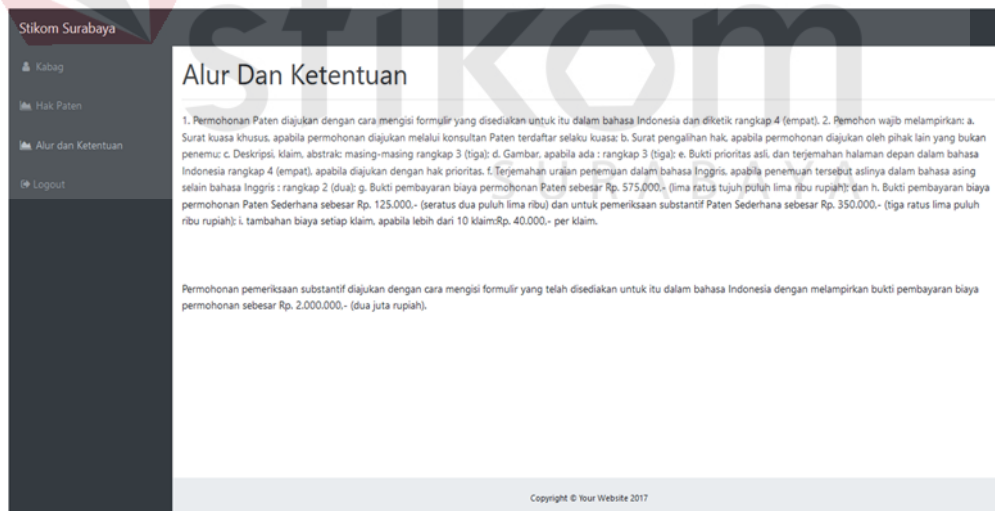 Stikom Surabaya
Kabag
Hak Paten
Alur dan Ketentuan
Logout
Alur Dan Ketentuan
1. Permohonan Paten diajukan dengan cara mengisi formulir yang disediakan untuk itu dalam bahasa Indonesia dan diketik rangkap 4 (empat). 2. Pemohon wajib melampirkan: a.
Surat kuasa khusus, apabila permohonan diajukan melalui konsultan Paten terdaftar selaku kuasa; b. Surat pengalihan hak, apabila permohonan diajukan oleh pihak lain yang bukan
penemu; c. Deskripsi, klaim, abstrak: masing-masing rangkap 3 (tiga); d. Gambar, apabila ada : rangkap 3 (tiga); e. Bukti prioritas asli, dan terjemahan halaman depan dalam bahasa
Indonesia rangkap 4 (empat), apabila diajukan dengan hak prioritas. f. Terjemahan uraian penemuan dalam bahasa Inggris, apabila penemuan tersebut aslinya dalam bahasa asing
selain bahasa Inggris : rangkap 2 (dua); g. Bukti pembayaran biaya permohonan Paten sebesar Rp. 575.000,- (lima ratus tujuh puluh lima ribu rupiah); dan h. Bukti pembayaran biaya
permohonan Paten Sederhana sebesar Rp. 125.000,- (seratus dua puluh lima ribu) dan untuk pemeriksaan substantif Paten Sederhana sebesar Rp. 350.000,- (tiga ratus lima puluh
ribu rupiah); i. tambahan biaya setiap klaim, apabila lebih dari 10 klaim:Rp. 40.000,- per klaim.
Permohonan pemeriksaan substantif diajukan dengan cara mengisi formulir yang telah disediakan untuk itu dalam bahasa Indonesia dengan melampirkan bukti pembayaran biaya
permohonan sebesar Rp. 2.000.000,- (dua juta rupiah).
Copyright © Your Website 2017
stikom
SURABAYA